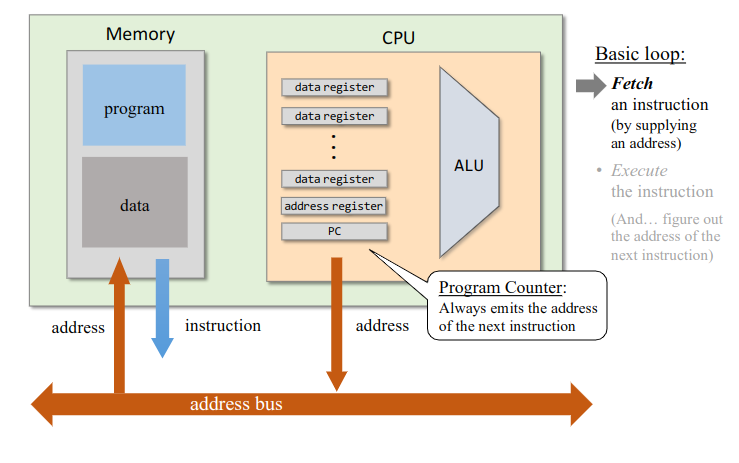 Memory
CPU
program
data
data register
data register
data register
address register
PC
ALU
Basic loop:
Fetch
an instruction
(by supplying
an address)
• Execute
the instruction
(And… figure out
the address of the
next instruction)
Program Counter:
Always emits the address
of the next instruction
address
instruction
address
address bus